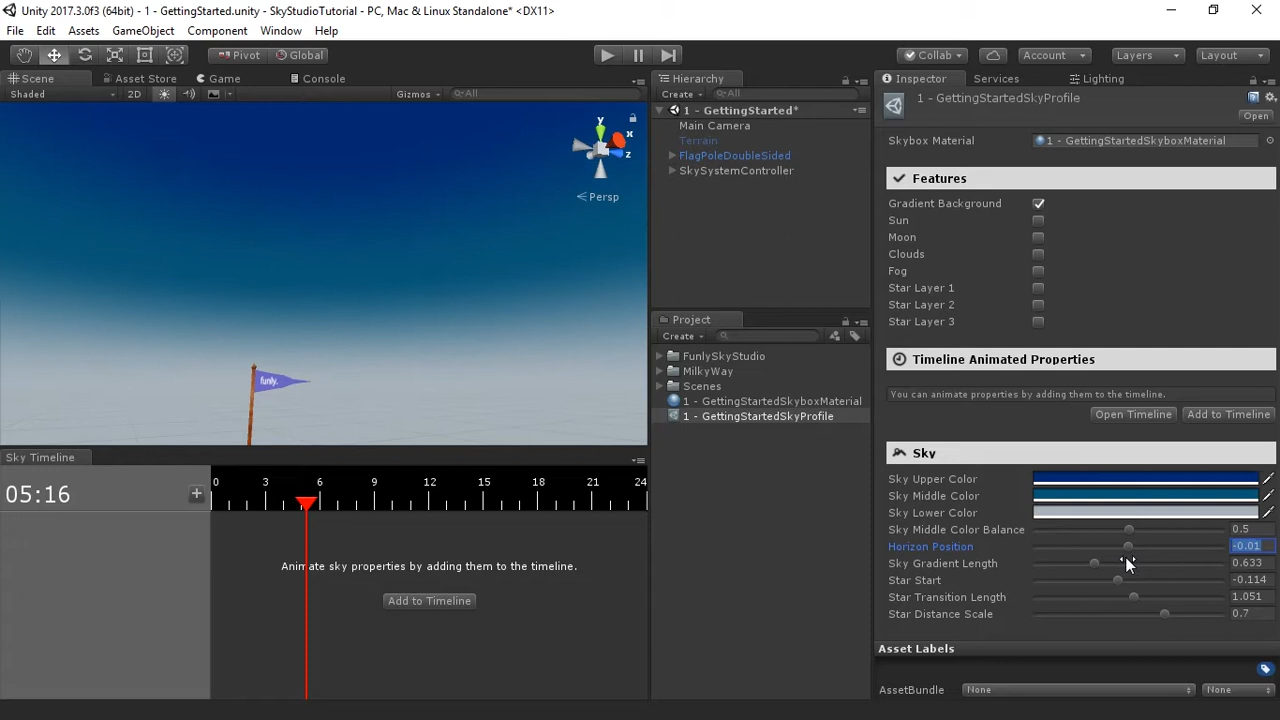 Unity 2017.3.0f3 (64bit) - 1 - GettingStarted.unity - SkyStudioTutorial - PC, Mac & Linux Standalone* <DX11>
File Edit Assets GameObject Component Window Help
Pivot Global Collab Account Layers Layout
Scene Asset Store Game Console
Shaded 2D Gizmos All
y
x
z
Persp
funly.
Hierarchy
Create All
1 - GettingStarted*
Main Camera
Terrain
FlagPoleDoubleSided
SkySystemController
Project
Create
FunlySkyStudio
MilkyWay
Scenes
1 - GettingStartedSkyboxMaterial
1 - GettingStartedSkyProfile
Sky Timeline
05:16
0 3 6 9 12 15 18 21 24
Animate sky properties by adding them to the timeline.
Add to Timeline
Inspector Services Lighting
1 - GettingStartedSkyProfile
Open
Skybox Material 1 - GettingStartedSkyboxMaterial
Features
Gradient Background
Sun
Moon
Clouds
Fog
Star Layer 1
Star Layer 2
Star Layer 3
Timeline Animated Properties
You can animate properties by adding them to the timeline.
Open Timeline Add to Timeline
Sky
Sky Upper Color
Sky Middle Color
Sky Lower Color
Sky Middle Color Balance 0.5
Horizon Position -0.01
Sky Gradient Length 0.633
Star Start -0.114
Star Transition Length 1.051
Star Distance Scale 0.7
Asset Labels
AssetBundle None None